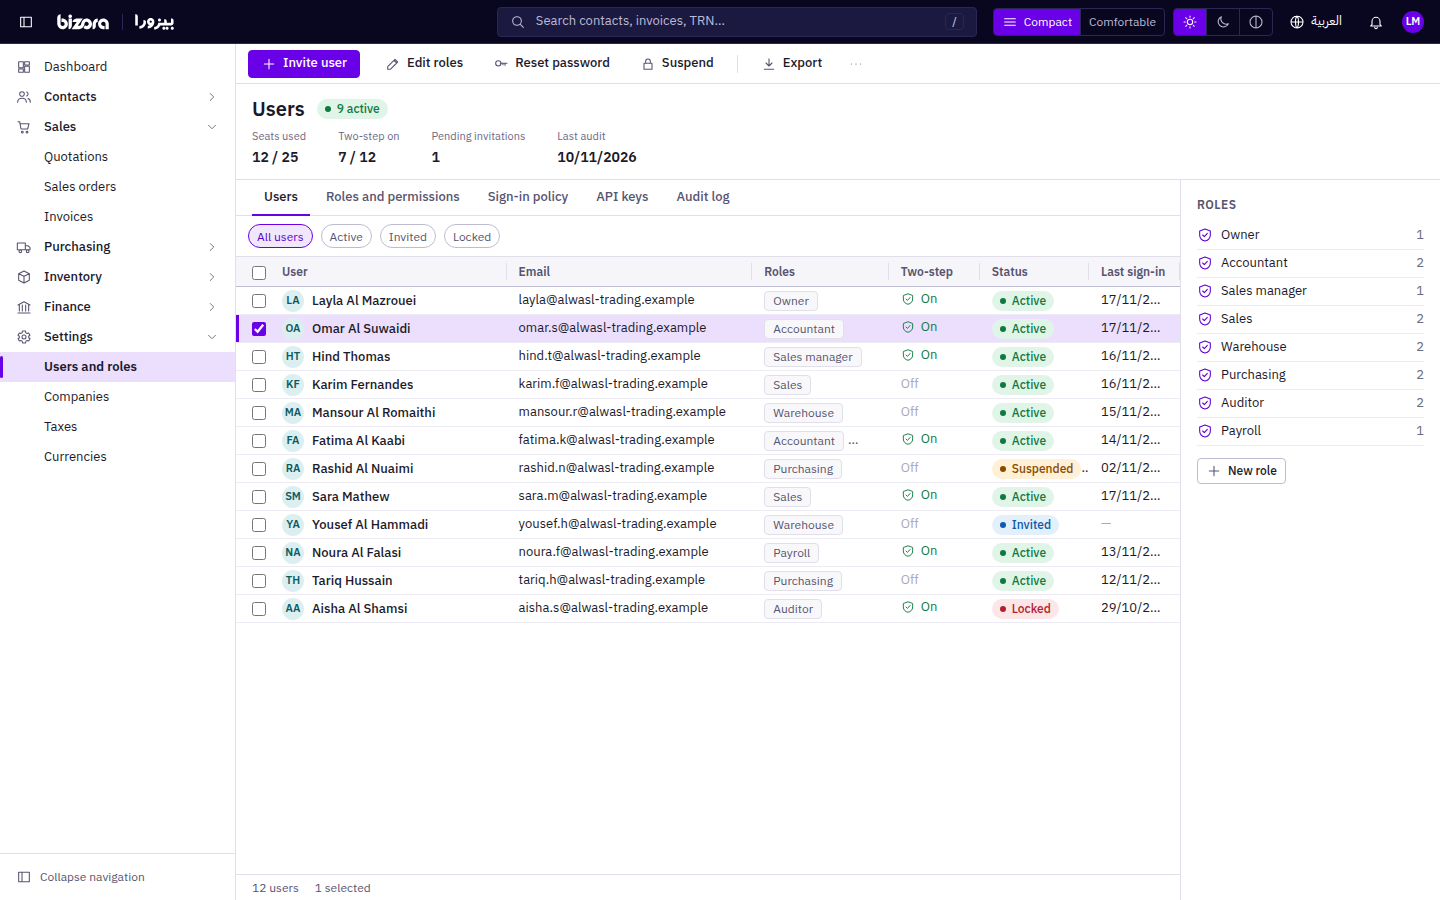 bizora بيزورا
Search contacts, invoices, TRN... /
Compact Comfortable
العربية
LM
Dashboard
Contacts
Sales
Quotations
Sales orders
Invoices
Purchasing
Inventory
Finance
Settings
Users and roles
Companies
Taxes
Currencies
Collapse navigation
Invite user Edit roles Reset password Suspend Export ...
Users 9 active
Seats used Two-step on Pending invitations Last audit
12 / 25 7 / 12 1 10/11/2026
Users Roles and permissions Sign-in policy API keys Audit log
All users Active Invited Locked
User Email Roles Two-step Status Last sign-in
LA Layla Al Mazrouei layla@alwasl-trading.example Owner On Active 17/11/2...
OA Omar Al Suwaidi omar.s@alwasl-trading.example Accountant On Active 17/11/2...
HT Hind Thomas hind.t@alwasl-trading.example Sales manager On Active 16/11/2...
KF Karim Fernandes karim.f@alwasl-trading.example Sales Off Active 16/11/2...
MA Mansour Al Romaithi mansour.r@alwasl-trading.example Warehouse Off Active 15/11/2...
FA Fatima Al Kaabi fatima.k@alwasl-trading.example Accountant ... On Active 14/11/2...
RA Rashid Al Nuaimi rashid.n@alwasl-trading.example Purchasing Off Suspended .. 02/11/2...
SM Sara Mathew sara.m@alwasl-trading.example Sales On Active 17/11/2...
YA Yousef Al Hammadi yousef.h@alwasl-trading.example Warehouse Off Invited —
NA Noura Al Falasi noura.f@alwasl-trading.example Payroll On Active 13/11/2...
TH Tariq Hussain tariq.h@alwasl-trading.example Purchasing Off Active 12/11/2...
AA Aisha Al Shamsi aisha.s@alwasl-trading.example Auditor On Locked 29/10/2...
12 users 1 selected
ROLES
Owner 1
Accountant 2
Sales manager 1
Sales 2
Warehouse 2
Purchasing 2
Auditor 2
Payroll 1
New role